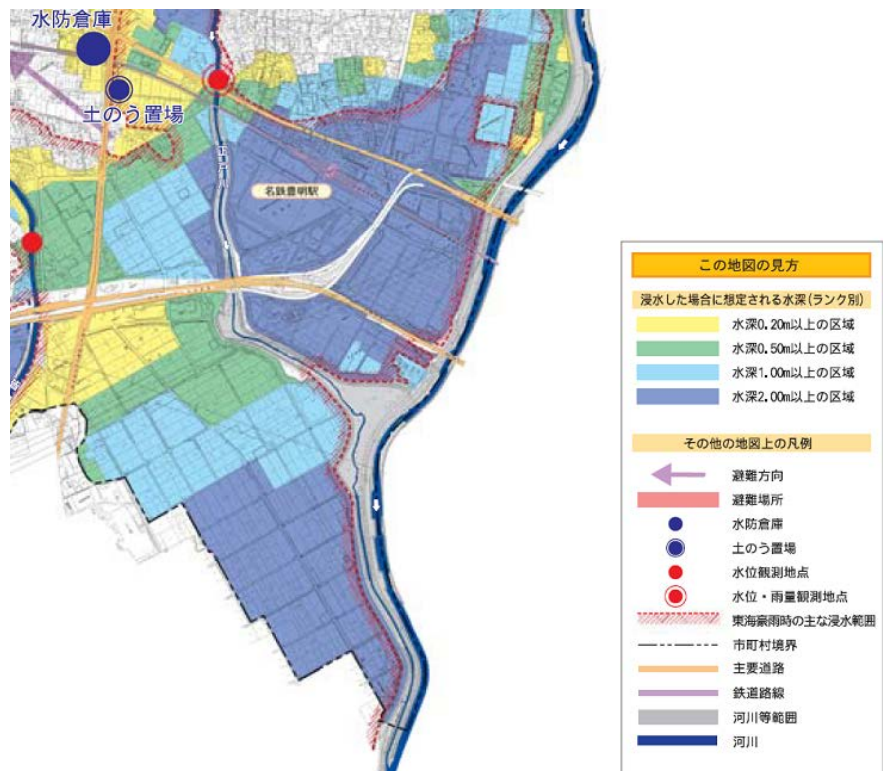 水防倉庫
土のう置場
名鉄豊明駅
この地図の見方
浸水した場合に想定される水深(ランク別)
水深0.20m以上の区域
水深0.50m以上の区域
水深1.00m以上の区域
水深2.00m以上の区域
その他の地図上の凡例
避難方向
避難場所
水防倉庫
土のう置場
水位観測地点
水位・雨量観測地点
東海豪雨時の主な浸水範囲
市町村境界
主要道路
鉄道路線
河川等範囲
河川